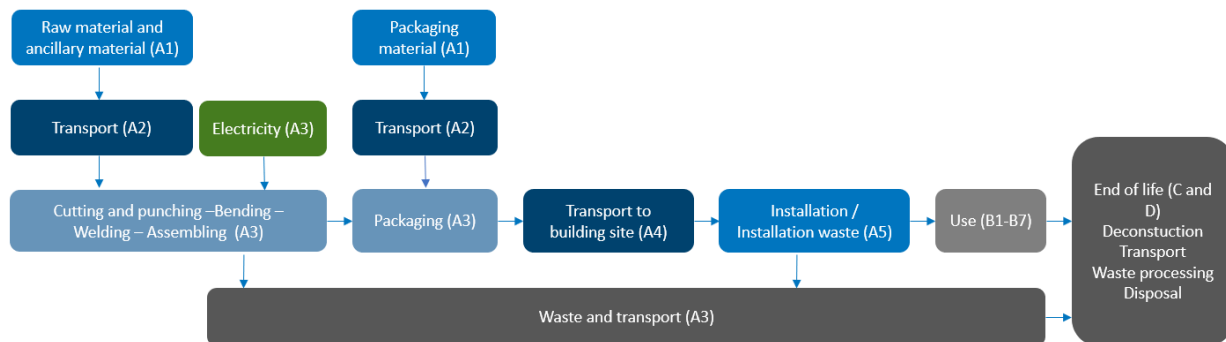 Raw material and
ancillary material (A1)
Packaging
material (A1)
Transport (A2)
Electricity (A3)
Transport (A2)
Cutting and punching –Bending –
Welding – Assembling  (A3)
Packaging (A3)
Transport to
building site (A4)
Installation /
Installation waste (A5)
Use (B1-B7)
End of life (C and
D)
Deconstuction
Transport
Waste processing
Disposal
Waste and transport (A3)